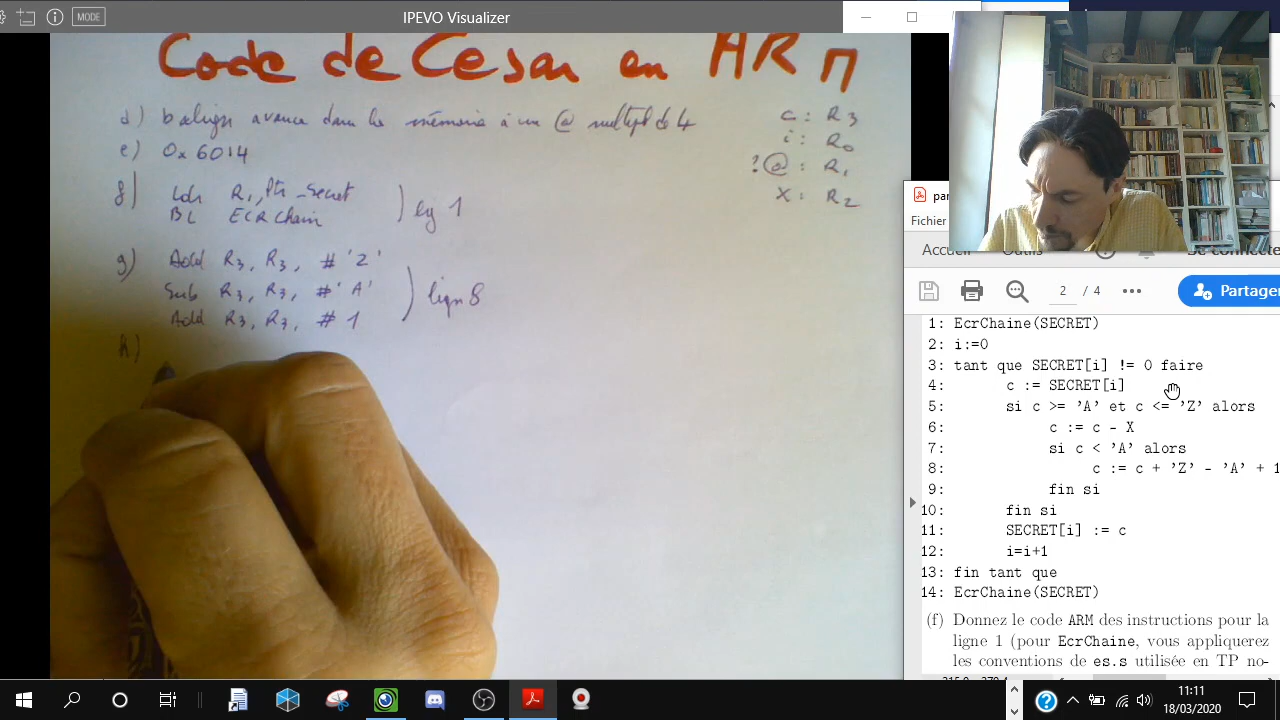 IPEVO Visualizer
MODE
Code de Cesar en ARM
d) balign avance dans la mémoire à une @ multiple de 4
e) 0x6014
f) Ldr R1, Ptr_Secret
BL ECRChain
lig 1
g) Add R3, R3, #'Z'
Sub R3, R3, #'A'
Add R3, R3, #1
lign 8
h)
c : R3
i : R0
?@ : R1
X : R2
par
Fichier
Accueil
Se connecte
2 / 4
Partager
1: EcrChaine(SECRET)
2: i:=0
3: tant que SECRET[i] != 0 faire
4: c := SECRET[i]
5: si c >= 'A' et c <= 'Z' alors
6: c := c - X
7: si c < 'A' alors
8: c := c + 'Z' - 'A' + 1
9: fin si
10: fin si
11: SECRET[i] := c
12: i=i+1
13: fin tant que
14: EcrChaine(SECRET)
(f) Donnez le code ARM des instructions pour la
ligne 1 (pour EcrChaine, vous appliquerez
les conventions de es.s utilisée en TP no-
11:11
18/03/2020